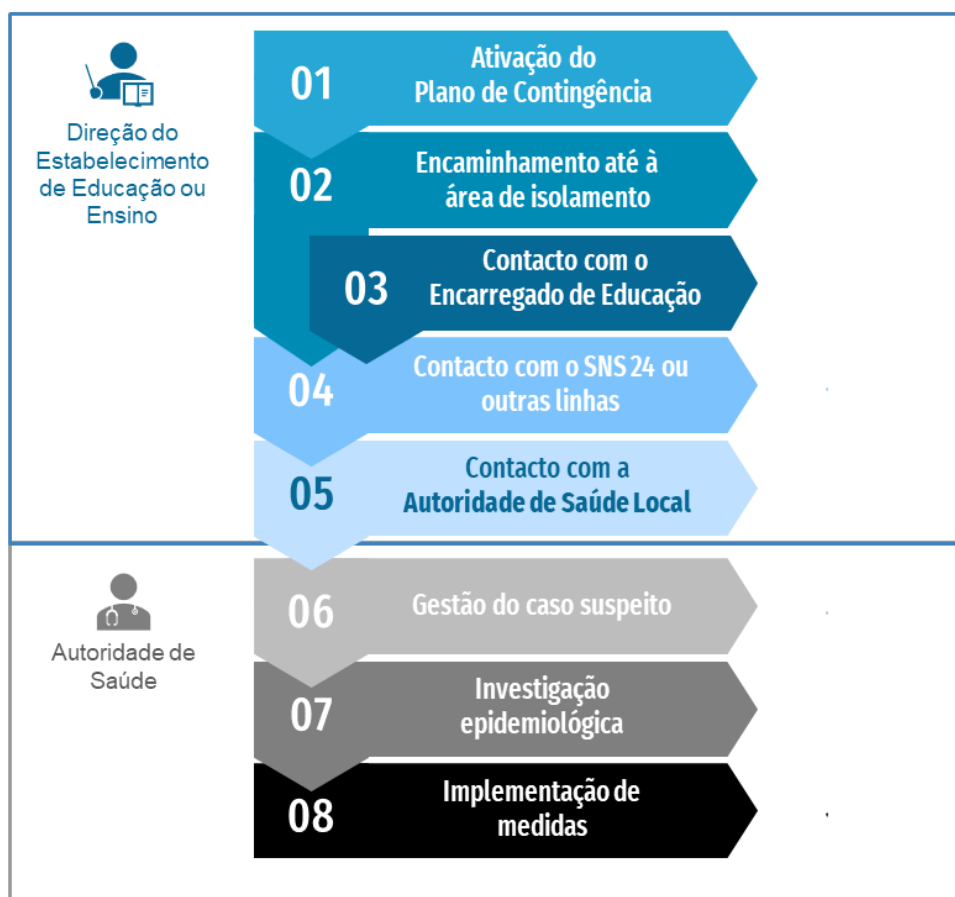 Direção do
Estabelecimento
de Educação ou
Ensino
01
Ativação do
Plano de Contingência
02
Encaminhamento até à
área de isolamento
03
Contacto com o
Encarregado de Educação
04
Contacto com o SNS 24 ou
outras linhas
05
Contacto com a
Autoridade de Saúde Local
Autoridade de
Saúde
06
Gestão do caso suspeito
07
Investigação
epidemiológica
08
Implementação de
medidas